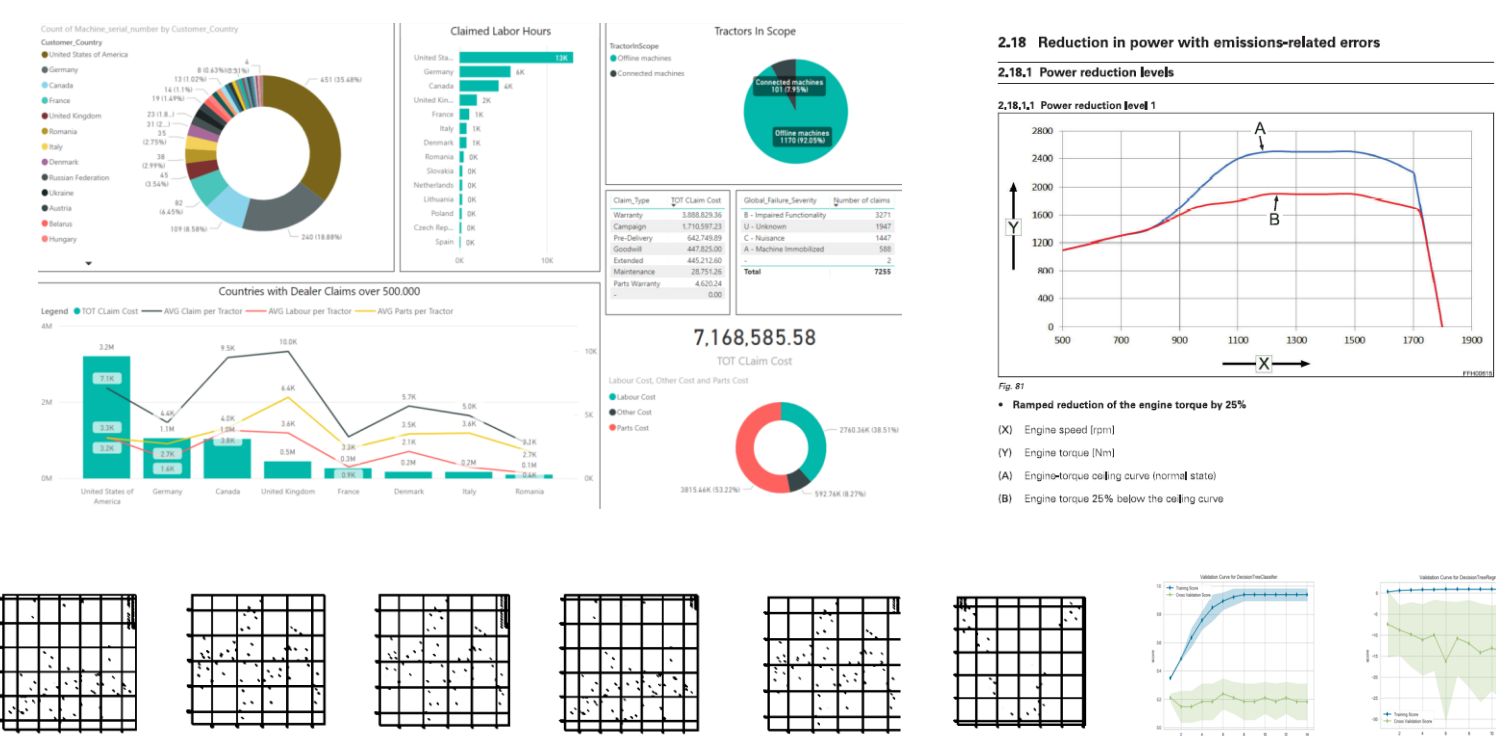 Count of Machine_serial_number by Customer_Country
Customer_Country
United States of America
Germany
Canada
France
United Kingdom
Romania
Italy
Denmark
Russian Federation
Ukraine
Austria
Belarus
Hungary
4
8 (0.63%)
13 (1.02%)
14 (1.1%)
19 (1.49%)
23 (1.8...)
31 (2...)
35
(2.75%)
38
(2.99%)
45
(3.54%)
82
(6.45%)
109 (8.58%)
240 (18.88%)
451 (35.48%)
Claimed Labor Hours
United Sta... 13K
Germany 6K
Canada 4K
United Kin... 2K
France 1K
Italy 1K
Denmark 1K
Romania 0K
Slovakia 0K
Netherlands 0K
Lithuania 0K
Poland 0K
Czech Rep... 0K
Spain 0K
0K 10K
Tractors In Scope
TractorInScope
Offline machines
Connected machines
Connected machines
101 (7.95%)
Offline machines
1170 (92.05%)
Claim_Type TOT CLaim Cost
Warranty 3.888.829.36
Campaign 1,710,597.23
Pre-Delivery 642,749.89
Goodwill 447,825.00
Extended 445,212.60
Maintenance 28,751.26
Parts Warranty 4,620.24
- 0.00
Global_Failure_Severity Number of claims
B - Impaired Functionality 3271
U - Unknown 1947
C - Nuisance 1447
A - Machine Immobilized 588
- 2
Total 7255
Countries with Dealer Claims over 500.000
Legend TOT CLaim Cost AVG Claim per Tractor AVG Labour per Tractor AVG Parts per Tractor
4M
2M
0M
10K
5K
0K
3.2M
7.1K
3.3K
3.2K
4.4K
1.1M
2.7K
1.6K
9.5K
4.0K
1.0M
3.8K
10.0K
6.4K
3.6K
0.5M
3.3K
0.3M
0.9K
5.7K
3.5K
2.1K
0.2M
5.0K
3.6K
0.2M
2.7K
0.1M
0.4K
United States of
America
Germany
Canada
United Kingdom
France
Denmark
Italy
Romania
7,168,585.58
TOT CLaim Cost
Labour Cost, Other Cost and Parts Cost
Labour Cost
Other Cost
Parts Cost
2760.36K (38.51%)
592.76K (8.27%)
3815.46K (53.22%)
2.18 Reduction in power with emissions-related errors
2.18.1 Power reduction levels
2.18.1.1 Power reduction level 1
2800
2400
2000
1600
1200
800
400
0
500 700 900 1100 1300 1500 1700 1900
A
B
Y
X
FFH00615
Fig. 81
• Ramped reduction of the engine torque by 25%
(X) Engine speed [rpm]
(Y) Engine torque [Nm]
(A) Engine-torque ceiling curve (normal state)
(B) Engine torque 25% below the ceiling curve
Validation Curve for DecisionTreeClassifier
Training Score
Cross Validation Score
Training Score
Cross Validation Score